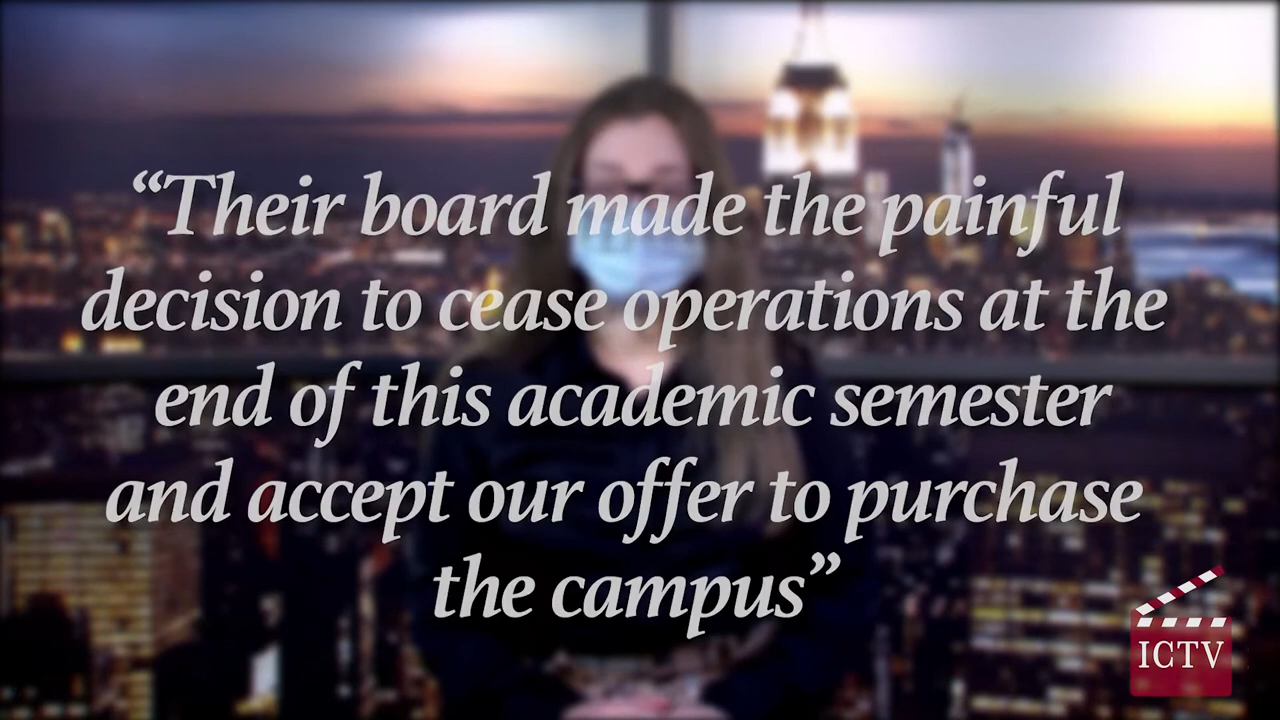 “Their board made the painful
decision to cease operations at the
end of this academic semester
and accept our offer to purchase
the campus”
ICTV